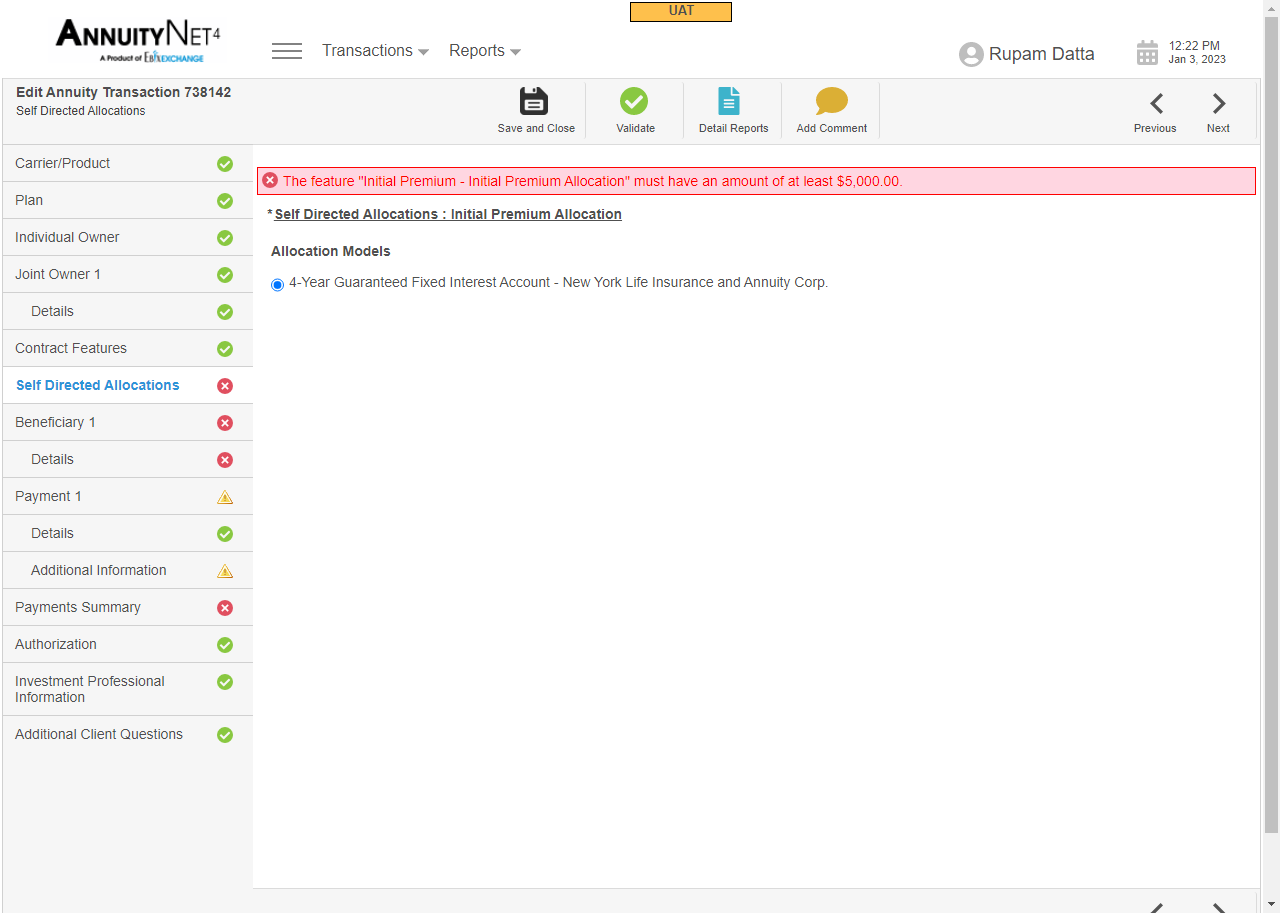 UAT
ANNUITYNET4
A Product of EBIXEXCHANGE
Transactions
Reports
Rupam Datta
12:22 PM
Jan 3, 2023
Edit Annuity Transaction 738142
Self Directed Allocations
Save and Close
Validate
Detail Reports
Add Comment
Previous
Next
Carrier/Product
Plan
Individual Owner
Joint Owner 1
Details
Contract Features
Self Directed Allocations
Beneficiary 1
Details
Payment 1
Details
Additional Information
Payments Summary
Authorization
Investment Professional
Information
Additional Client Questions
The feature "Initial Premium - Initial Premium Allocation" must have an amount of at least $5,000.00.
* Self Directed Allocations : Initial Premium Allocation
Allocation Models
4-Year Guaranteed Fixed Interest Account - New York Life Insurance and Annuity Corp.